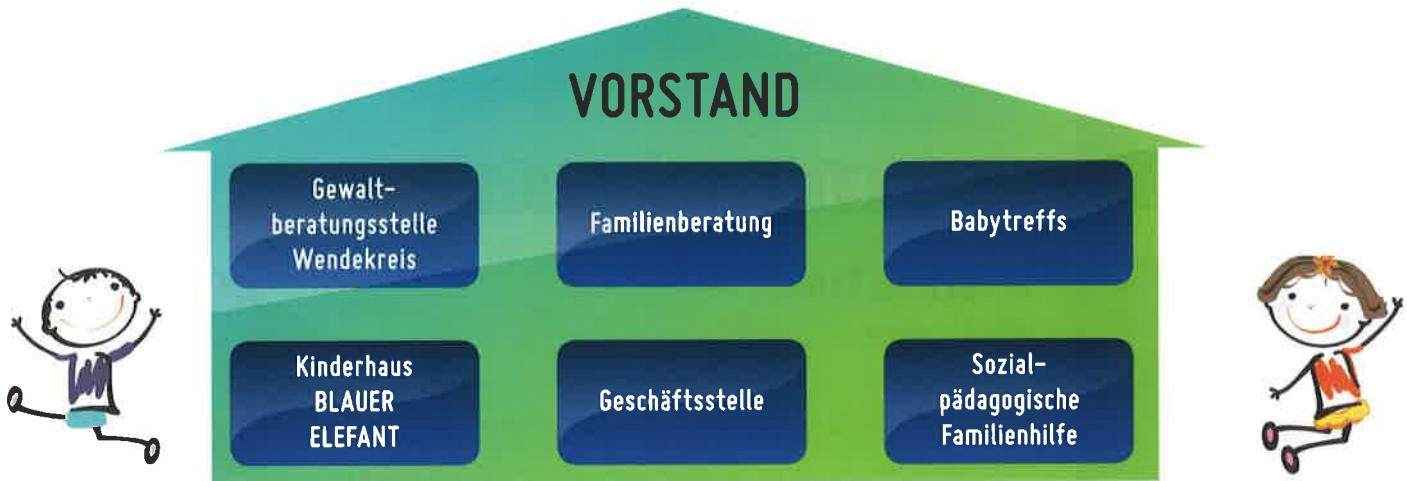 VORSTAND
Gewalt-
beratungsstelle
Wendekreis
Familienberatung
Babytreffs
Kinderhaus
BLAUER
ELEFANT
Geschäftsstelle
Sozial-
pädagogische
Familienhilfe